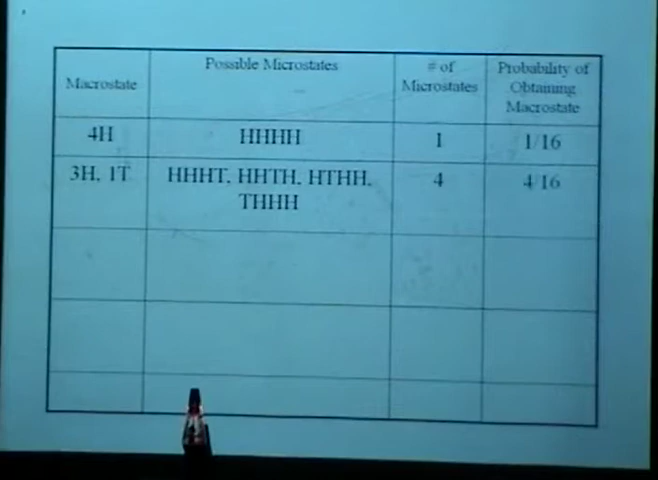 Macrostate
Possible Microstates
# of
Microstates
Probability of
Obtaining
Macrostate
4H
HHHH
1
1/16
3H, 1T
HHHT, HHTH, HTHH,
THHH
4
4/16